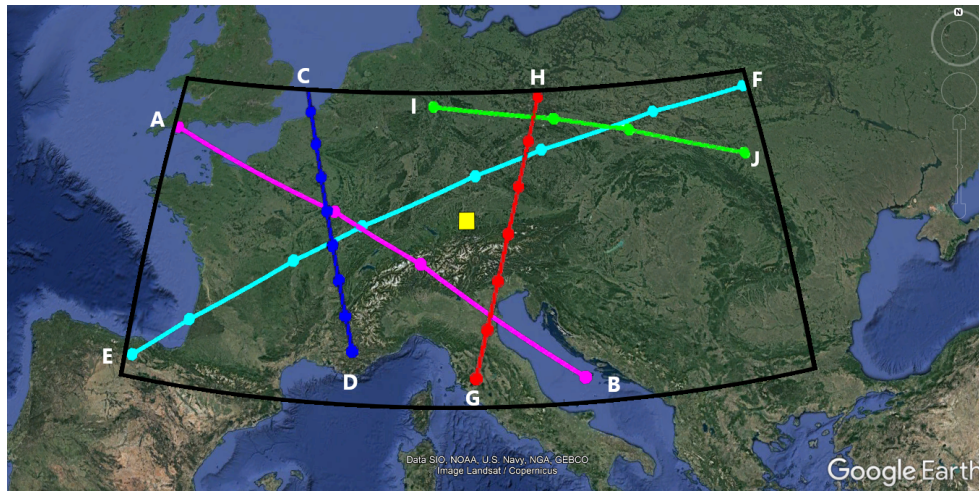 N
C
H
F
I
A
J
E
D
B
G
Data SIO, NOAA, U.S. Navy, NGA, GEBCO
Image Landsat / Copernicus
Google Earth